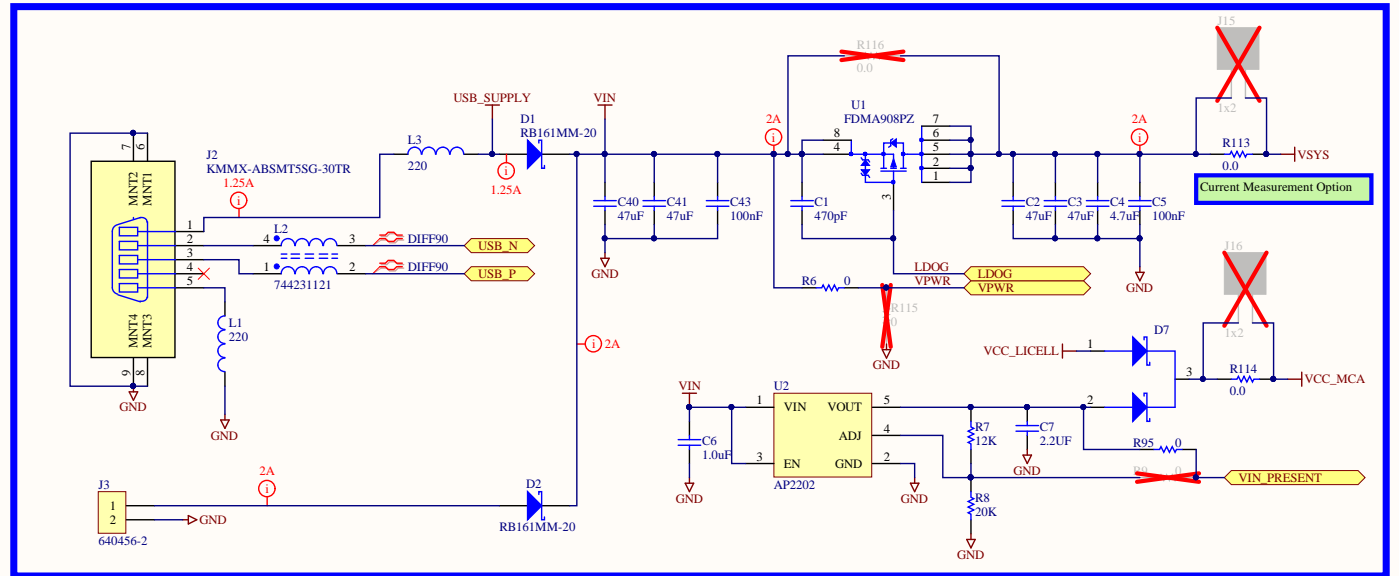 J15
R116
0.0
1x2
USB_SUPPLY
VIN
U1
FDMA908PZ
D1
RB161MM-20
2A
i
2A
i
L3
220
7
6
8
4
7
6
5
2
1
3
R113
0.0
VSYS
J2
KMMX-ABSMT5SG-30TR
1.25A
i
i
1.25A
MNT2
MNT1
Current Measurement Option
C40
47uF
C41
47uF
C43
100nF
C1
470pF
C2
47uF
C3
47uF
C4
4.7uF
C5
100nF
1
2
3
4
5
L2
4
3
DIFF90
USB_N
1
2
DIFF90
USB_P
744231121
GND
GND
J16
LDOG
LDOG
VPWR
VPWR
R6
0
R115
0
GND
1x2
MNT4
MNT3
9
8
GND
L1
220
GND
i
2A
VCC_LICELL
1
D7
3
2
R114
0.0
VCC_MCA
VIN
U2
1
VIN
VOUT
5
ADJ
4
3
EN
GND
2
AP2202
C6
1.0uF
GND
GND
R7
12K
C7
2.2UF
GND
R95
0
0
VIN_PRESENT
R8
20K
GND
J3
1
2
640456-2
GND
2A
i
D2
RB161MM-20